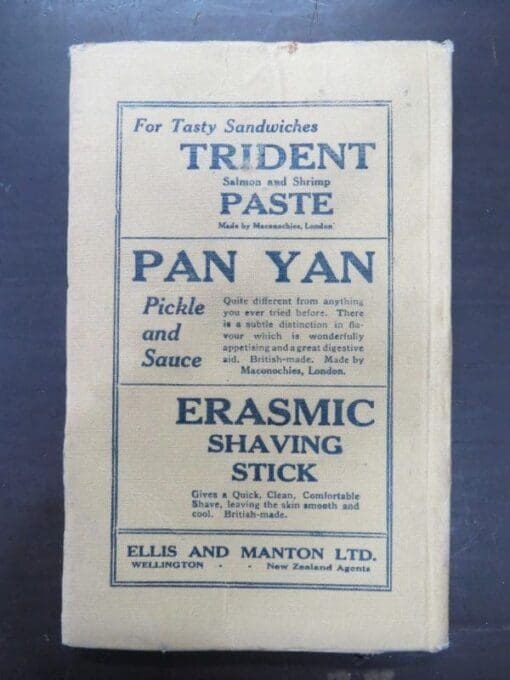 For Tasty Sandwiches
TRIDENT
Salmon and Shrimp
PASTE
Made by Maconochies, London
PAN YAN
Pickle
and
Sauce
Quite different from anything
you ever tried before. There
is a subtle distinction in fla-
vour which is wonderfully
appetising and a great digestive
aid. British-made. Made by
Maconochies, London.
ERASMIC
SHAVING
STICK
Gives a Quick, Clean, Comfortable
Shave, leaving the skin smooth and
cool. British-made.
ELLIS AND MANTON LTD.
WELLINGTON - - New Zealand Agents